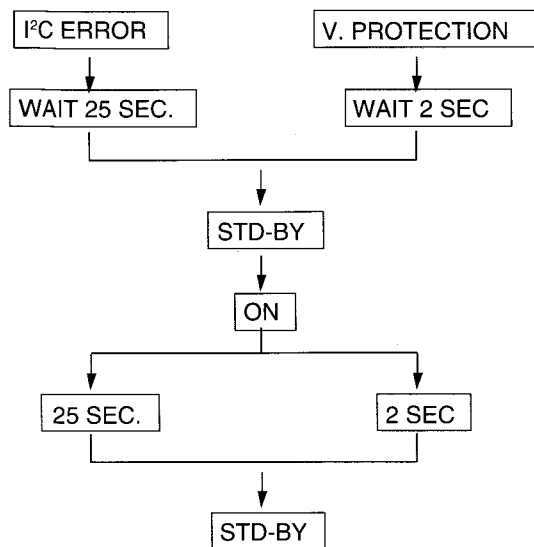 I²C ERROR
V. PROTECTION
WAIT 25 SEC.
WAIT 2 SEC
STD-BY
ON
25 SEC.
2 SEC
STD-BY